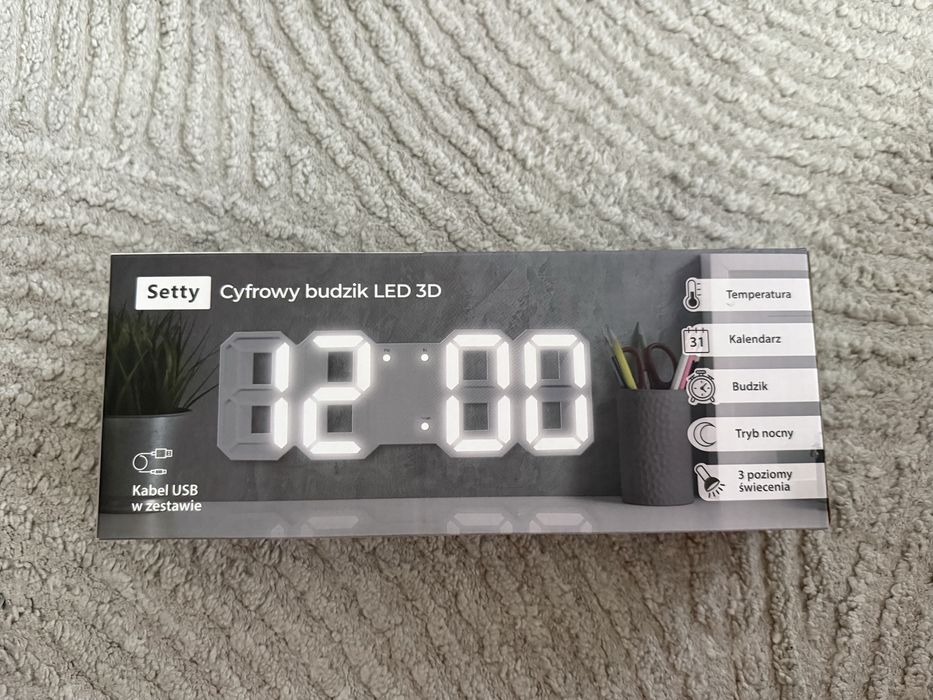 Setty Cyfrowy budzik LED 3D
12:00
Temperatura
31
Kalendarz
Budzik
Tryb nocny
3 poziomy
świecenia
Kabel USB
w zestawie